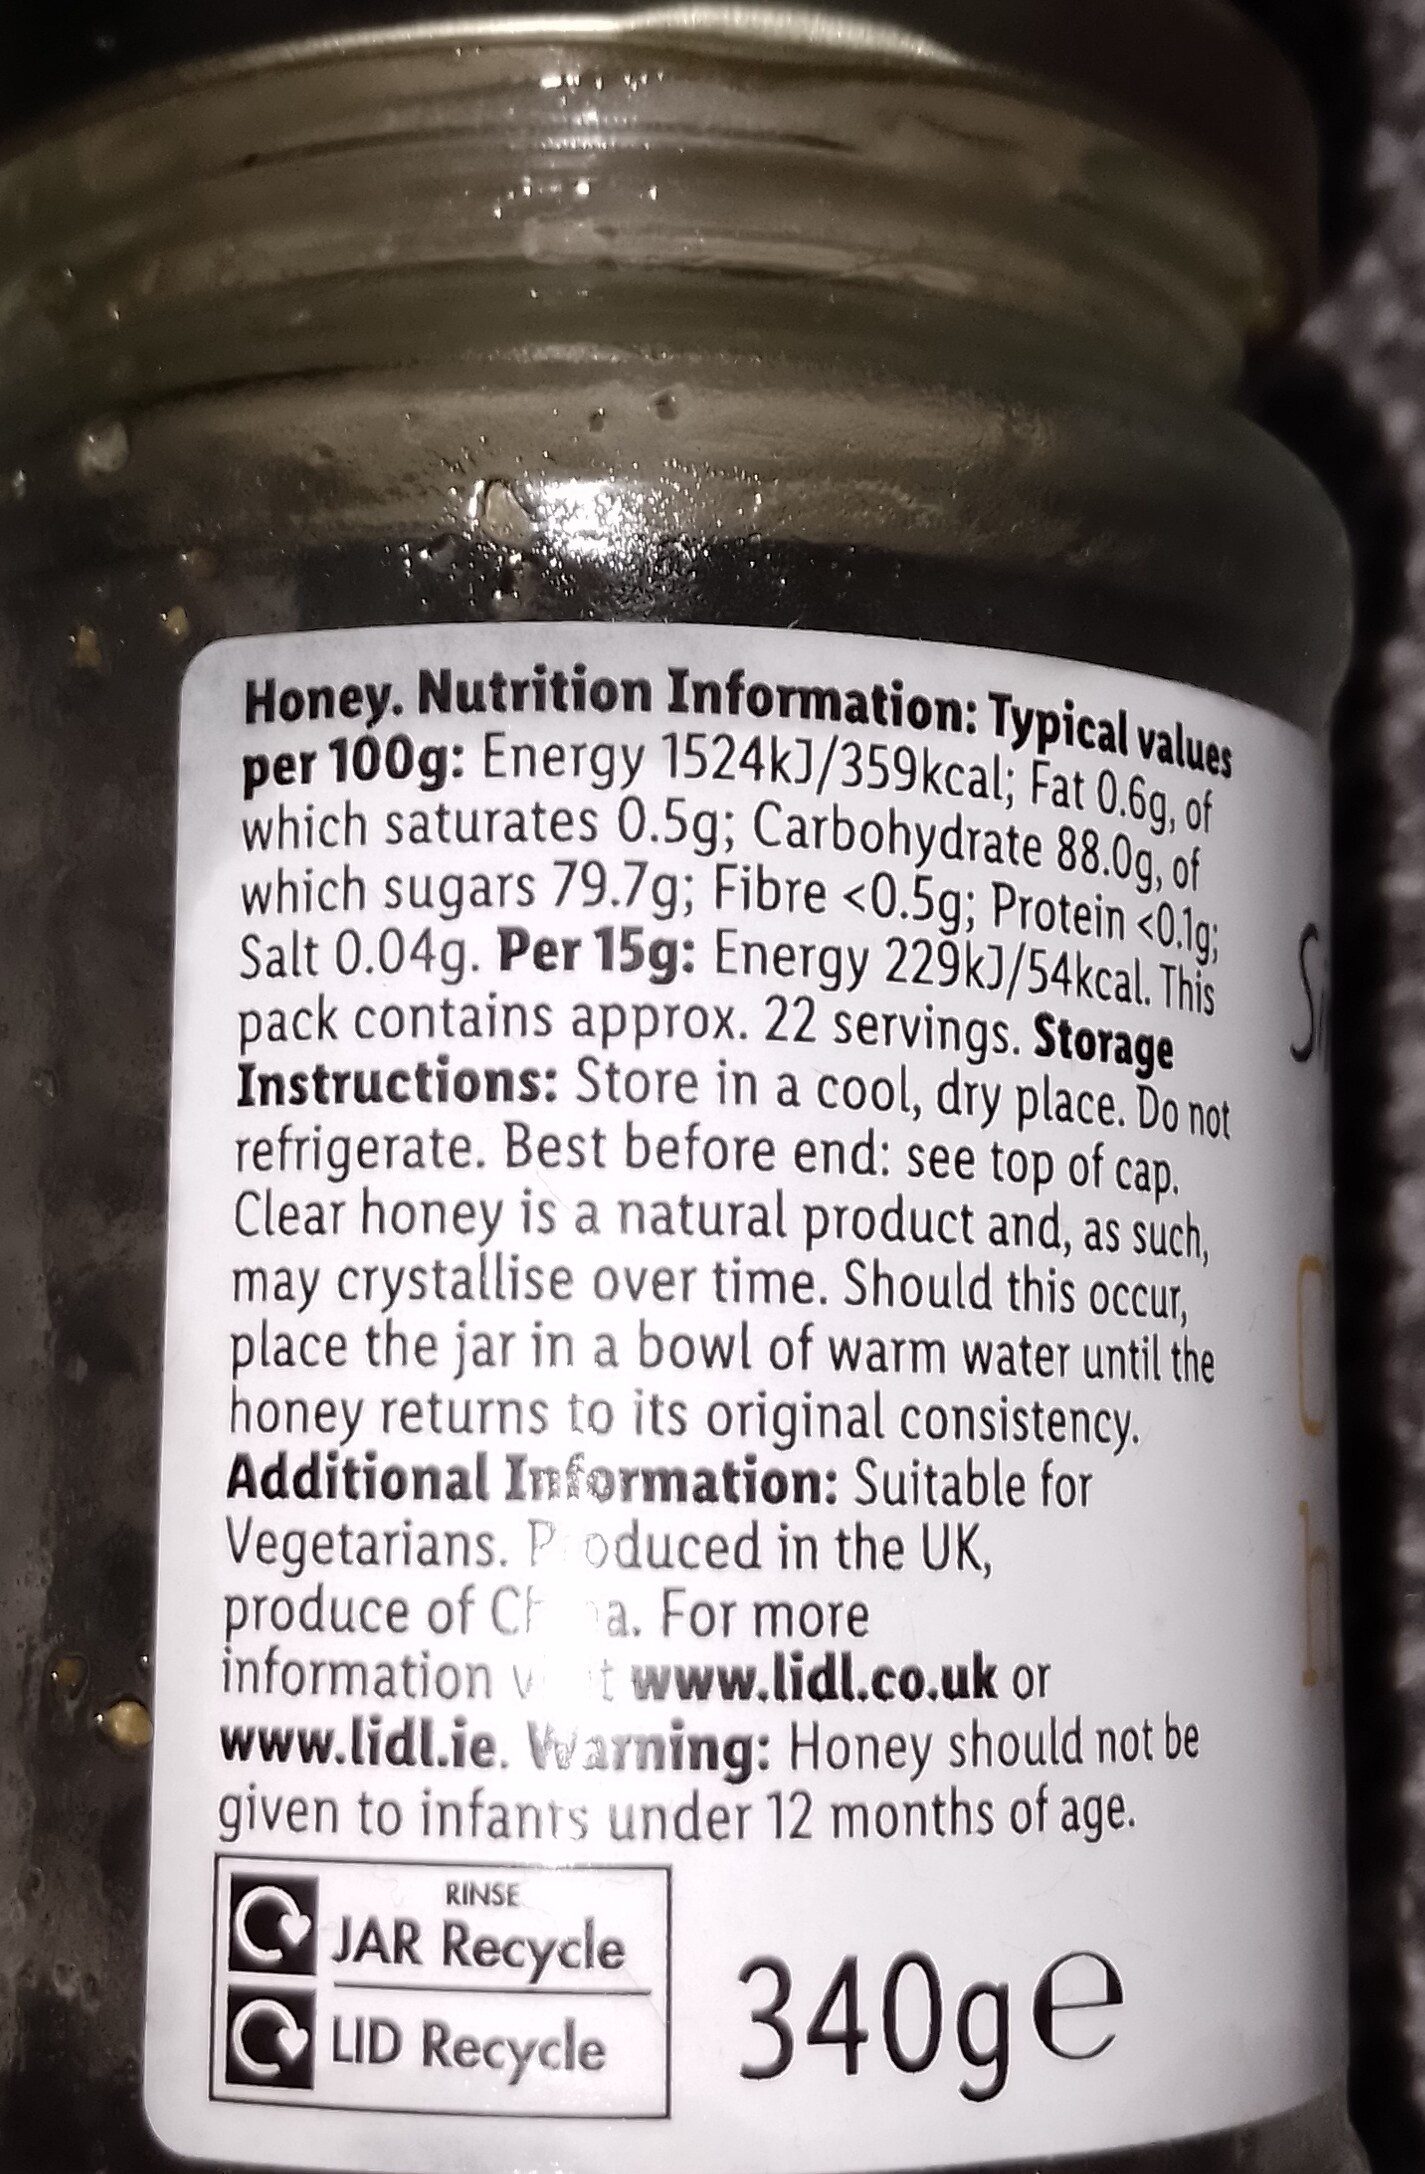 Honey. Nutrition Information: Typical values
per 100g: Energy 1524kJ/359kcal; Fat 0.6g, of
which saturates 0.5g; Carbohydrate 88.0g, of
which sugars 79.7g; Fibre <0.5g; Protein <0.1g;
Salt 0.04g. Per 15g: Energy 229kJ/54kcal. This
pack contains approx. 22 servings. Storage
Instructions: Store in a cool, dry place. Do not
refrigerate. Best before end: see top of cap.
Clear honey is a natural product and, as such,
may crystallise over time. Should this occur,
place the jar in a bowl of warm water until the
honey returns to its original consistency.
Additional Information: Suitable for
Vegetarians. Produced in the UK,
produce of For more
information www.lidl.co.uk or
www.lidl.ie. Warning: Honey should not be
given to infants under 12 months of age.
RINSE
JAR Recycle
LID Recycle
340g e